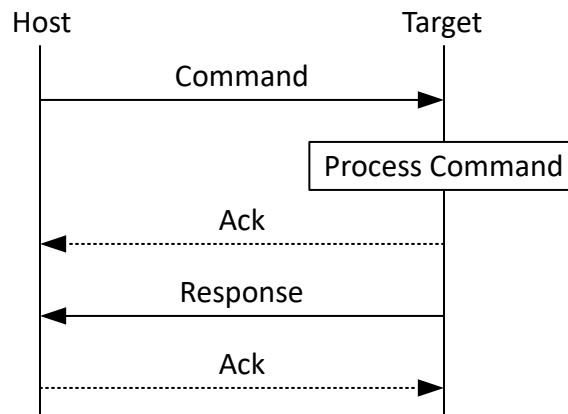 Host
Target
Command
Process Command
Ack
Response
Ack